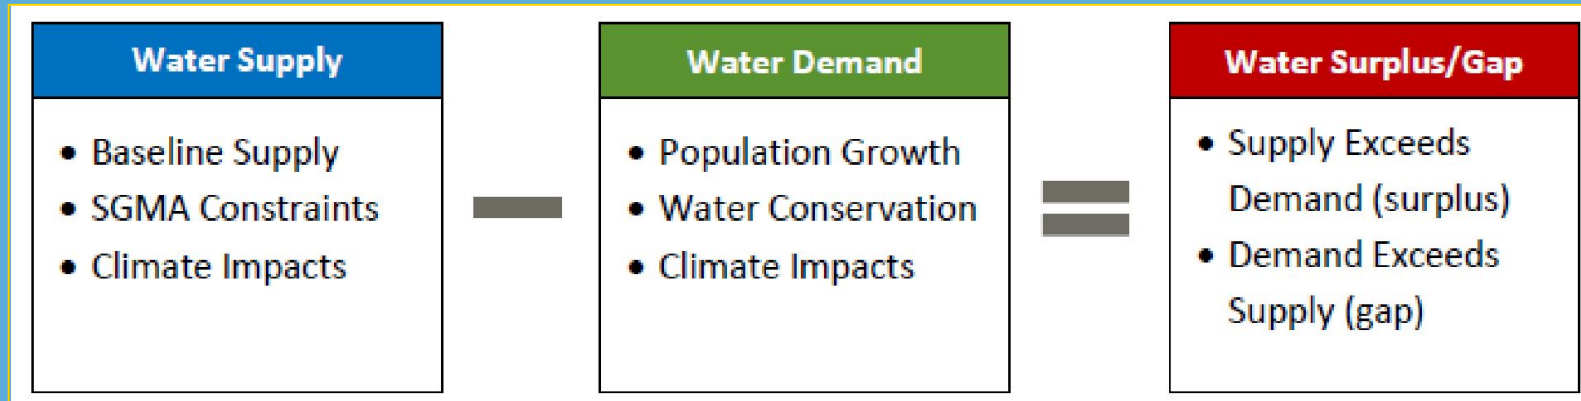 Water Supply
• Baseline Supply
• SGMA Constraints
• Climate Impacts
Water Demand
• Population Growth
• Water Conservation
• Climate Impacts
Water Surplus/Gap
• Supply Exceeds
Demand (surplus)
• Demand Exceeds
Supply (gap)